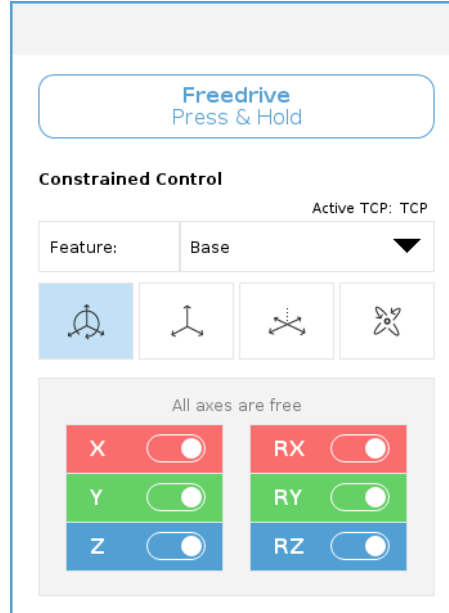 Freedrive
Press & Hold
Constrained Control
Active TCP: TCP
Feature: Base
All axes are free
X RX
Y RY
Z RZ